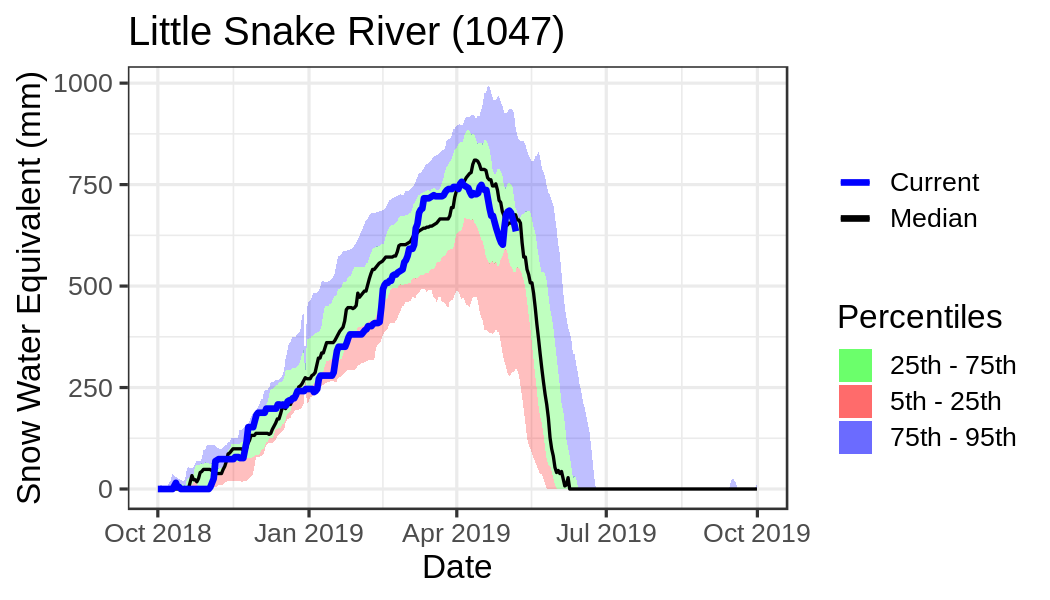 Little Snake River (1047)
Snow Water Equivalent (mm)
1000
750
500
250
0
Oct 2018 Jan 2019 Apr 2019 Jul 2019 Oct 2019
Date
Current
Median
Percentiles
25th - 75th
5th - 25th
75th - 95th